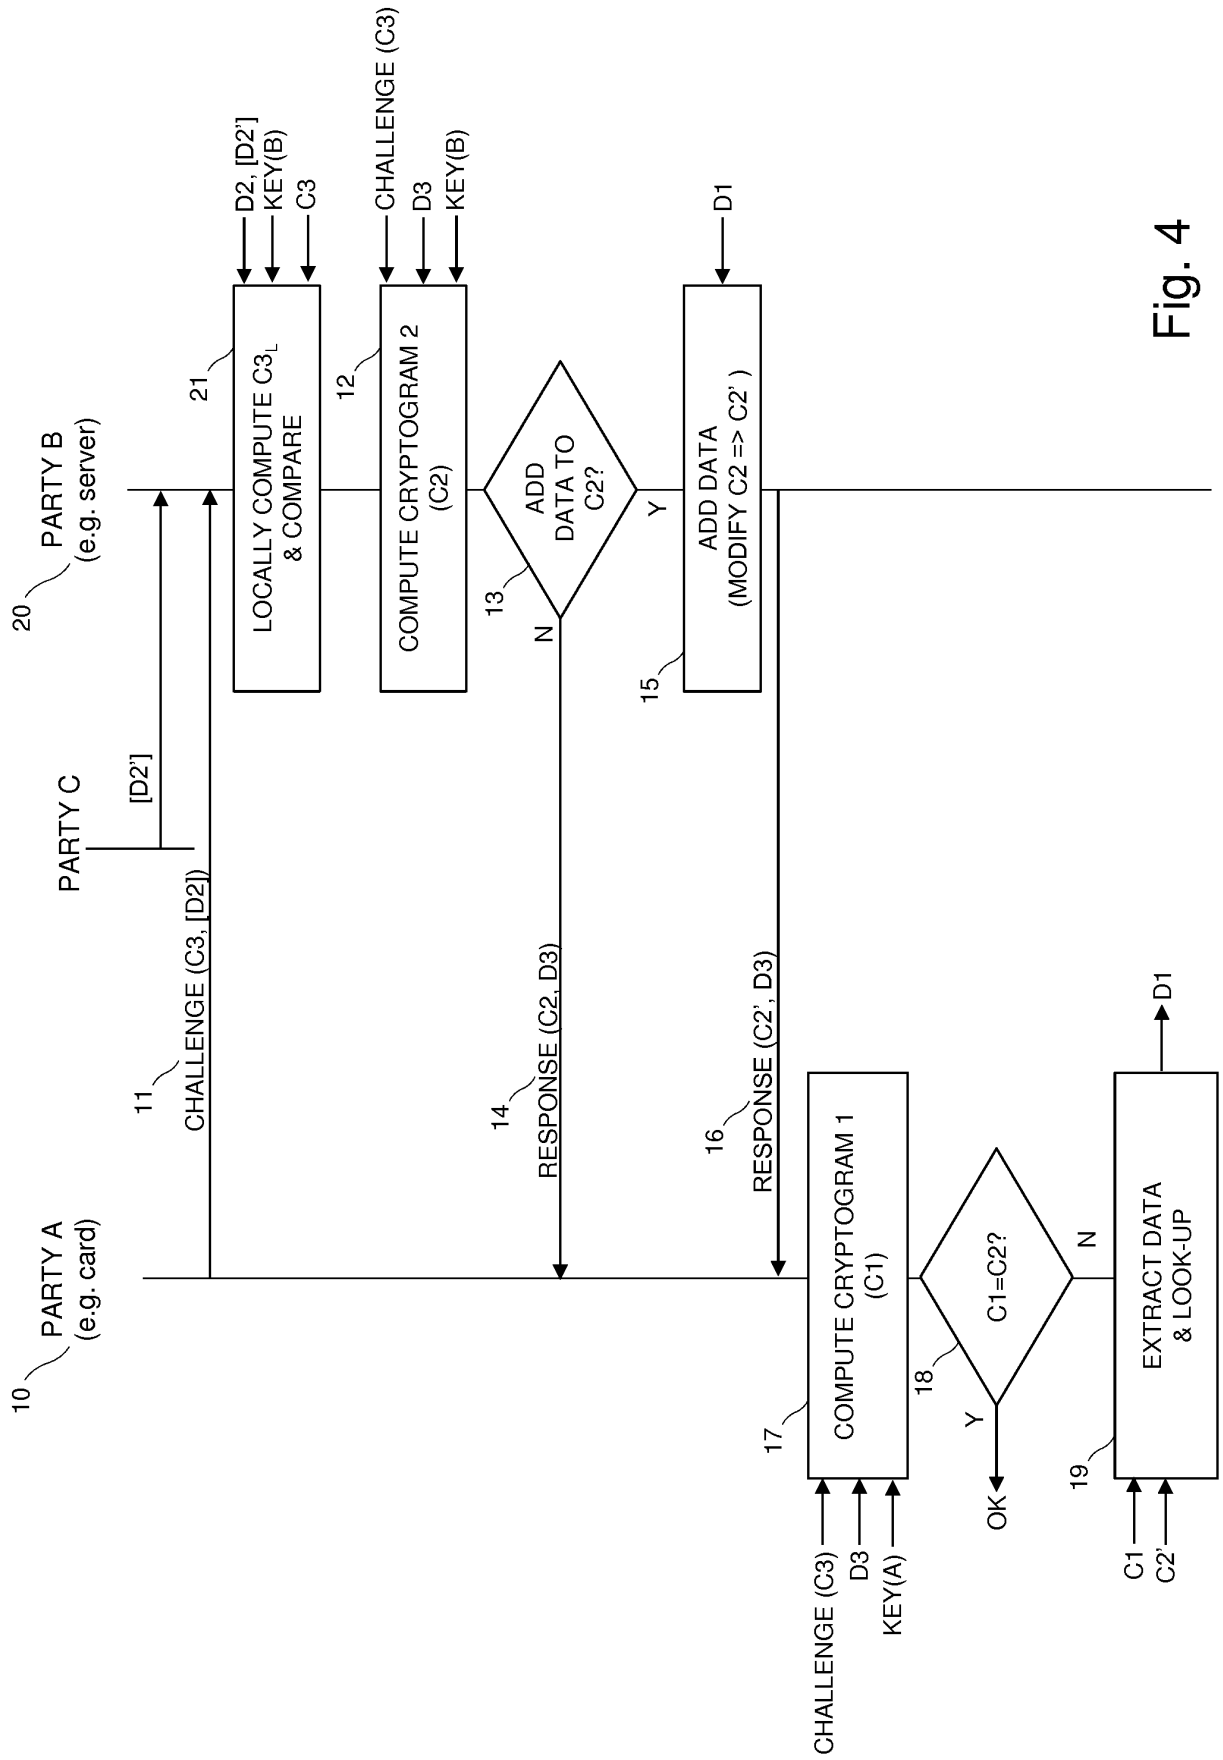 10
PARTY A
(e.g. card)
PARTY C
20
PARTY B
(e.g. server)
[D2']
11
CHALLENGE (C3, [D2])
21
LOCALLY COMPUTE C3L
& COMPARE
D2, [D2']
KEY(B)
C3
12
COMPUTE CRYPTOGRAM 2
(C2)
CHALLENGE (C3)
D3
KEY(B)
13
ADD
DATA TO
C2?
N
Y
14
RESPONSE (C2, D3)
15
ADD DATA
(MODIFY C2 => C2' )
D1
16
RESPONSE (C2', D3)
17
COMPUTE CRYPTOGRAM 1
(C1)
CHALLENGE (C3)
D3
KEY(A)
18
C1=C2?
Y
OK
N
19
EXTRACT DATA
& LOOK-UP
C1
C2'
D1
Fig. 4